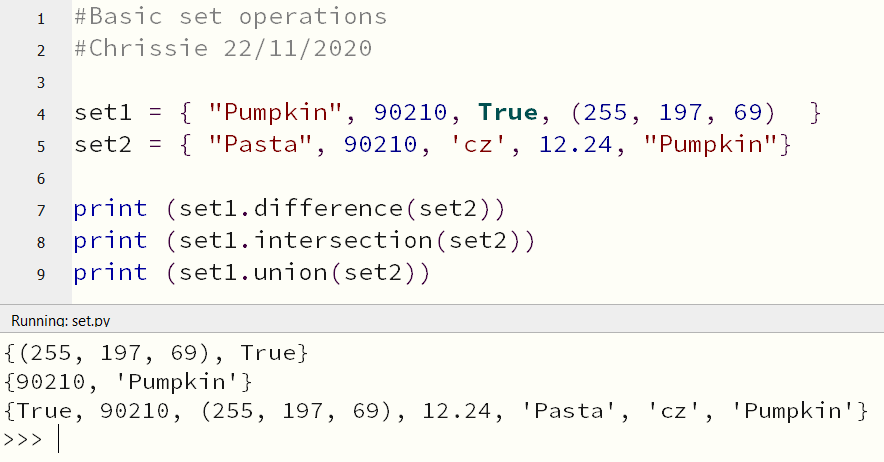 1 #Basic set operations
2 #Chrissie 22/11/2020
3
4 set1 = { "Pumpkin", 90210, True, (255, 197, 69)  }
5 set2 = { "Pasta", 90210, 'cz', 12.24, "Pumpkin"}
6
7 print (set1.difference(set2))
8 print (set1.intersection(set2))
9 print (set1.union(set2))
Running: set.py
{(255, 197, 69), True}
{90210, 'Pumpkin'}
{True, 90210, (255, 197, 69), 12.24, 'Pasta', 'cz', 'Pumpkin'}
>>>